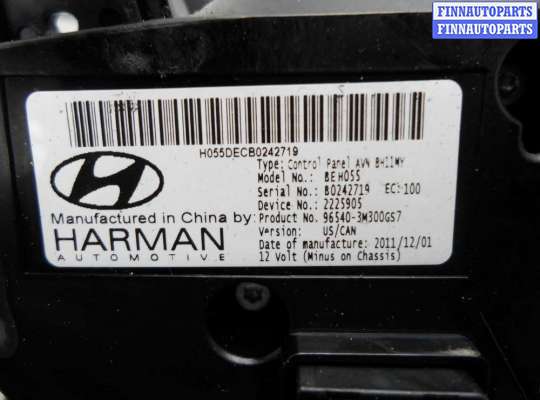 FINNAUTOPARTS
FINNAUTOPARTS
H055DECB0242719
Type: Control Panel AVN BH11MY
Model No.: BEH055
Serial No.: B0242719 EC: 100
Device No.: 2225905
Manufactured in China by: Product No. 96540-3M300GS7
HARMAN Version: US/CAN
AUTOMOTIVE Date of manufacture: 2011/12/01
12 Volt (Minus on Chassis)